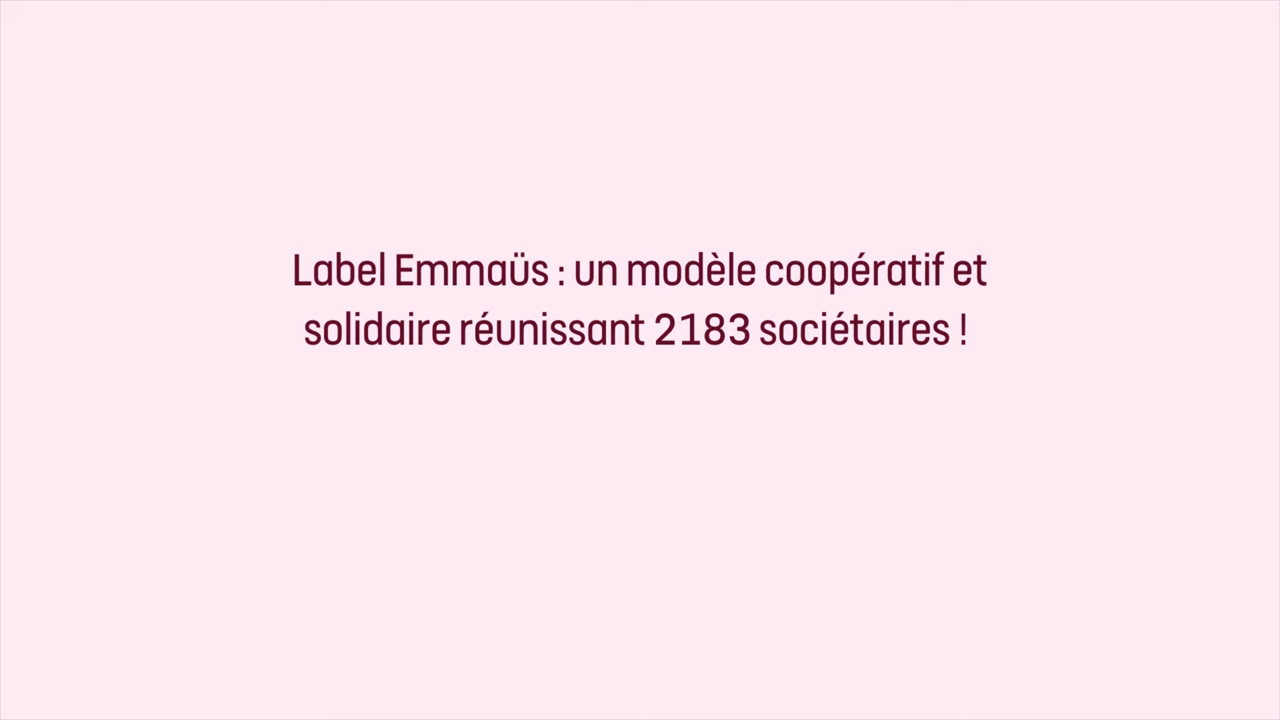 Label Emmaüs : un modèle coopératif et
solidaire réunissant 2183 sociétaires !